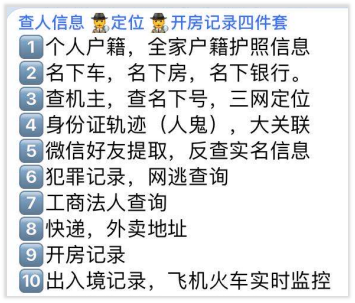 查人信息 🕵️定位 🕵️开房记录四件套
1 个人户籍，全家户籍护照信息
2 名下车，名下房，名下银行。
3 查机主，查名下号，三网定位
4 身份证轨迹（人鬼），大关联
5 微信好友提取，反查实名信息
6 犯罪记录，网逃查询
7 工商法人查询
8 快递，外卖地址
9 开房记录
10 出入境记录，飞机火车实时监控